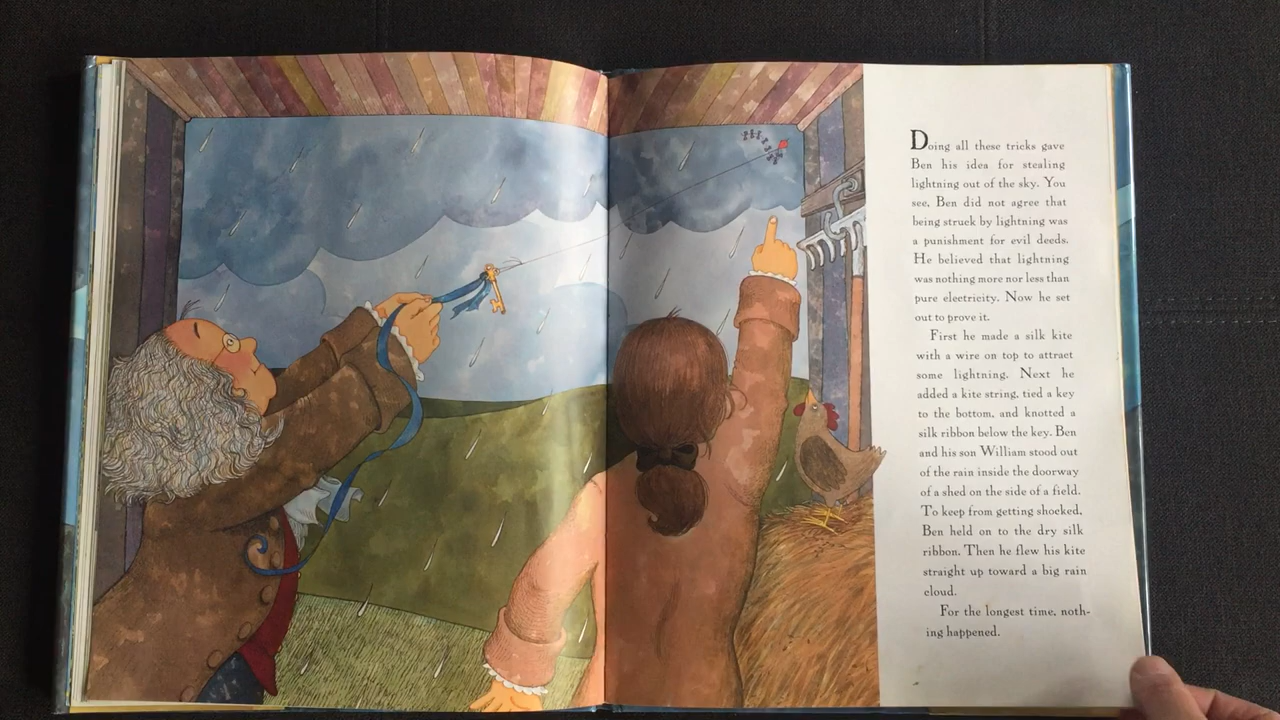 Doing all these tricks gave
Ben his idea for stealing
lightning out of the sky. You
see, Ben did not agree that
being struck by lightning was
a punishment for evil deeds.
He believed that lightning
was nothing more nor less than
pure electricity. Now he set
out to prove it.
First he made a silk kite
with a wire on top to attract
some lightning. Next he
added a kite string, tied a key
to the bottom, and knotted a
silk ribbon below the key. Ben
and his son William stood out
of the rain inside the doorway
of a shed on the side of a field.
To keep from getting shocked,
Ben held on to the dry silk
ribbon. Then he flew his kite
straight up toward a big rain
cloud.
For the longest time, noth-
ing happened.